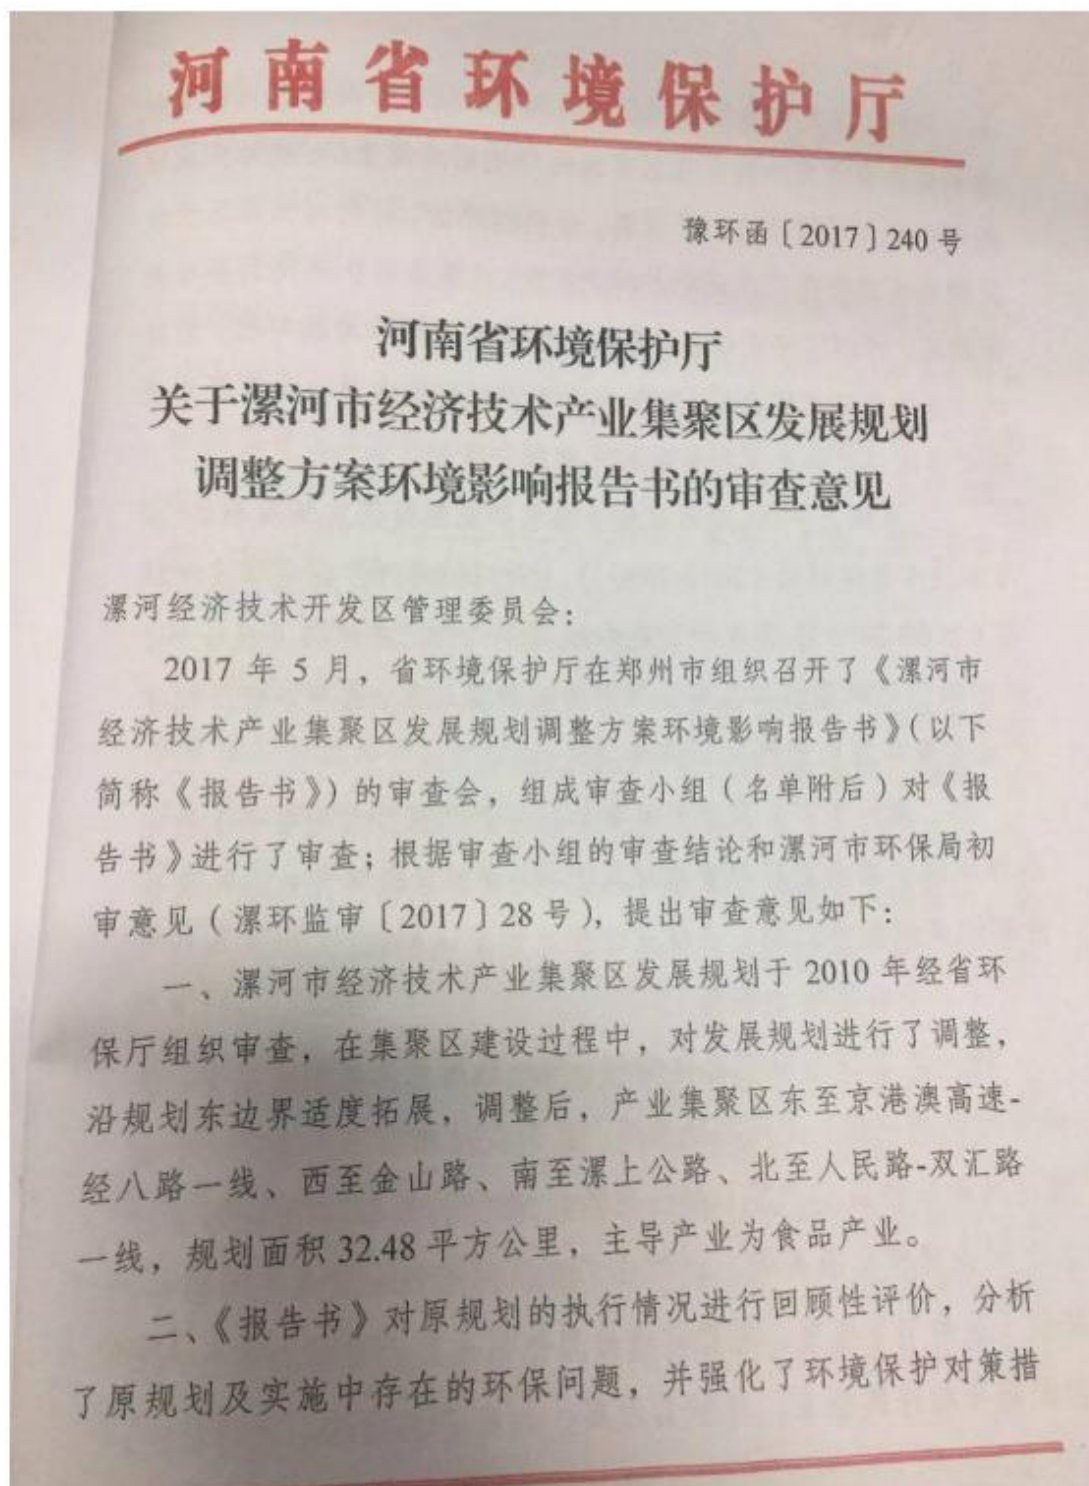 河南省环境保护厅
豫环函〔2017〕240号
河南省环境保护厅
关于漯河市经济技术产业集聚区发展规划
调整方案环境影响报告书的审查意见
漯河经济技术开发区管理委员会：
2017 年 5 月，省环境保护厅在郑州市组织召开了《漯河市
经济技术产业集聚区发展规划调整方案环境影响报告书》（以下
简称《报告书》）的审查会，组成审查小组（名单附后）对《报
告书》进行了审查；根据审查小组的审查结论和漯河市环保局初
审意见（漯环监审〔2017〕28号），提出审查意见如下：
一、漯河市经济技术产业集聚区发展规划于 2010 年经省环
保厅组织审查，在集聚区建设过程中，对发展规划进行了调整，
沿规划东边界适度拓展，调整后，产业集聚区东至京港澳高速-
经八路一线、西至金山路、南至漯上公路、北至人民路-双汇路
一线，规划面积 32.48 平方公里，主导产业为食品产业。
二、《报告书》对原规划的执行情况进行回顾性评价，分析
了原规划及实施中存在的环保问题，并强化了环境保护对策措